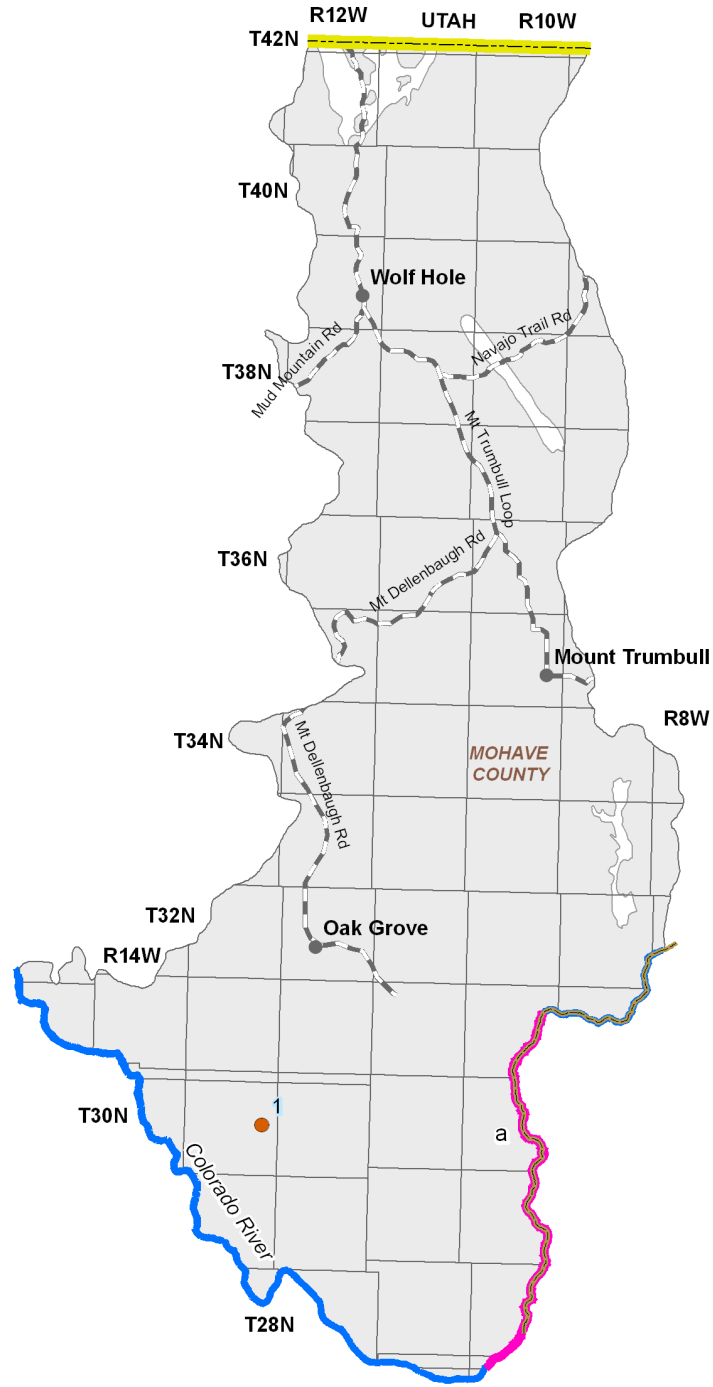 R12W
UTAH
R10W
T42N
T40N
Wolf Hole
Mud Mountain Rd
Navajo Trail Rd
T38N
Mt Trumbull Loop
Mt Dellenbaugh Rd
T36N
Mount Trumbull
R8W
T34N
Mt Dellenbaugh Rd
MOHAVE
COUNTY
T32N
Oak Grove
R14W
1
T30N
a
Colorado River
T28N